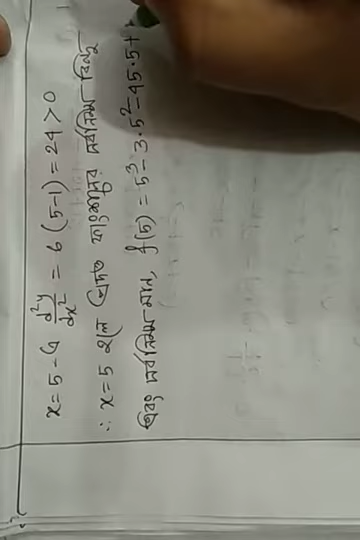 x = 5 - এ d²y/dx² = 6 (5-1) = 24 > 0
∴ x = 5 হলে প্রদত্ত ফাংশনের সর্বনিম্ন বিন্দু
এবং সর্বনিম্ন মান, f(5) = 5³ - 3·5² - 45·5 +